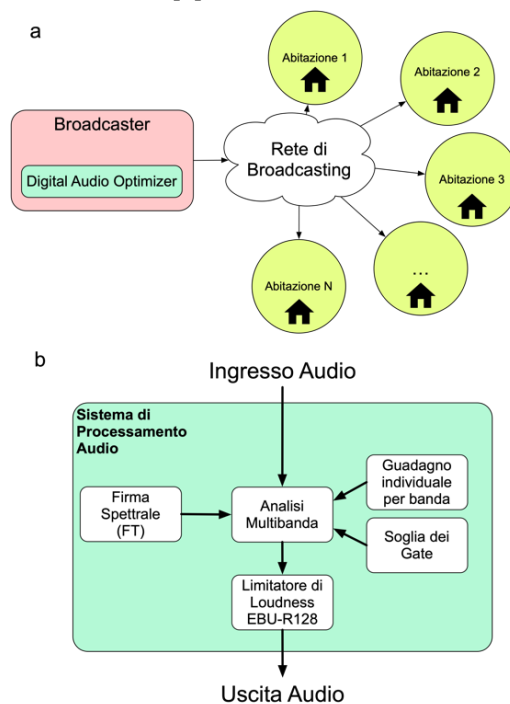 a
Broadcaster
Digital Audio Optimizer
Rete di
Broadcasting
Abitazione 1
Abitazione 2
Abitazione 3
...
Abitazione N
b
Ingresso Audio
Sistema di
Processamento
Audio
Firma
Spettrale
(FT)
Analisi
Multibanda
Guadagno
individuale
per banda
Soglia dei
Gate
Limitatore di
Loudness
EBU-R128
Uscita Audio